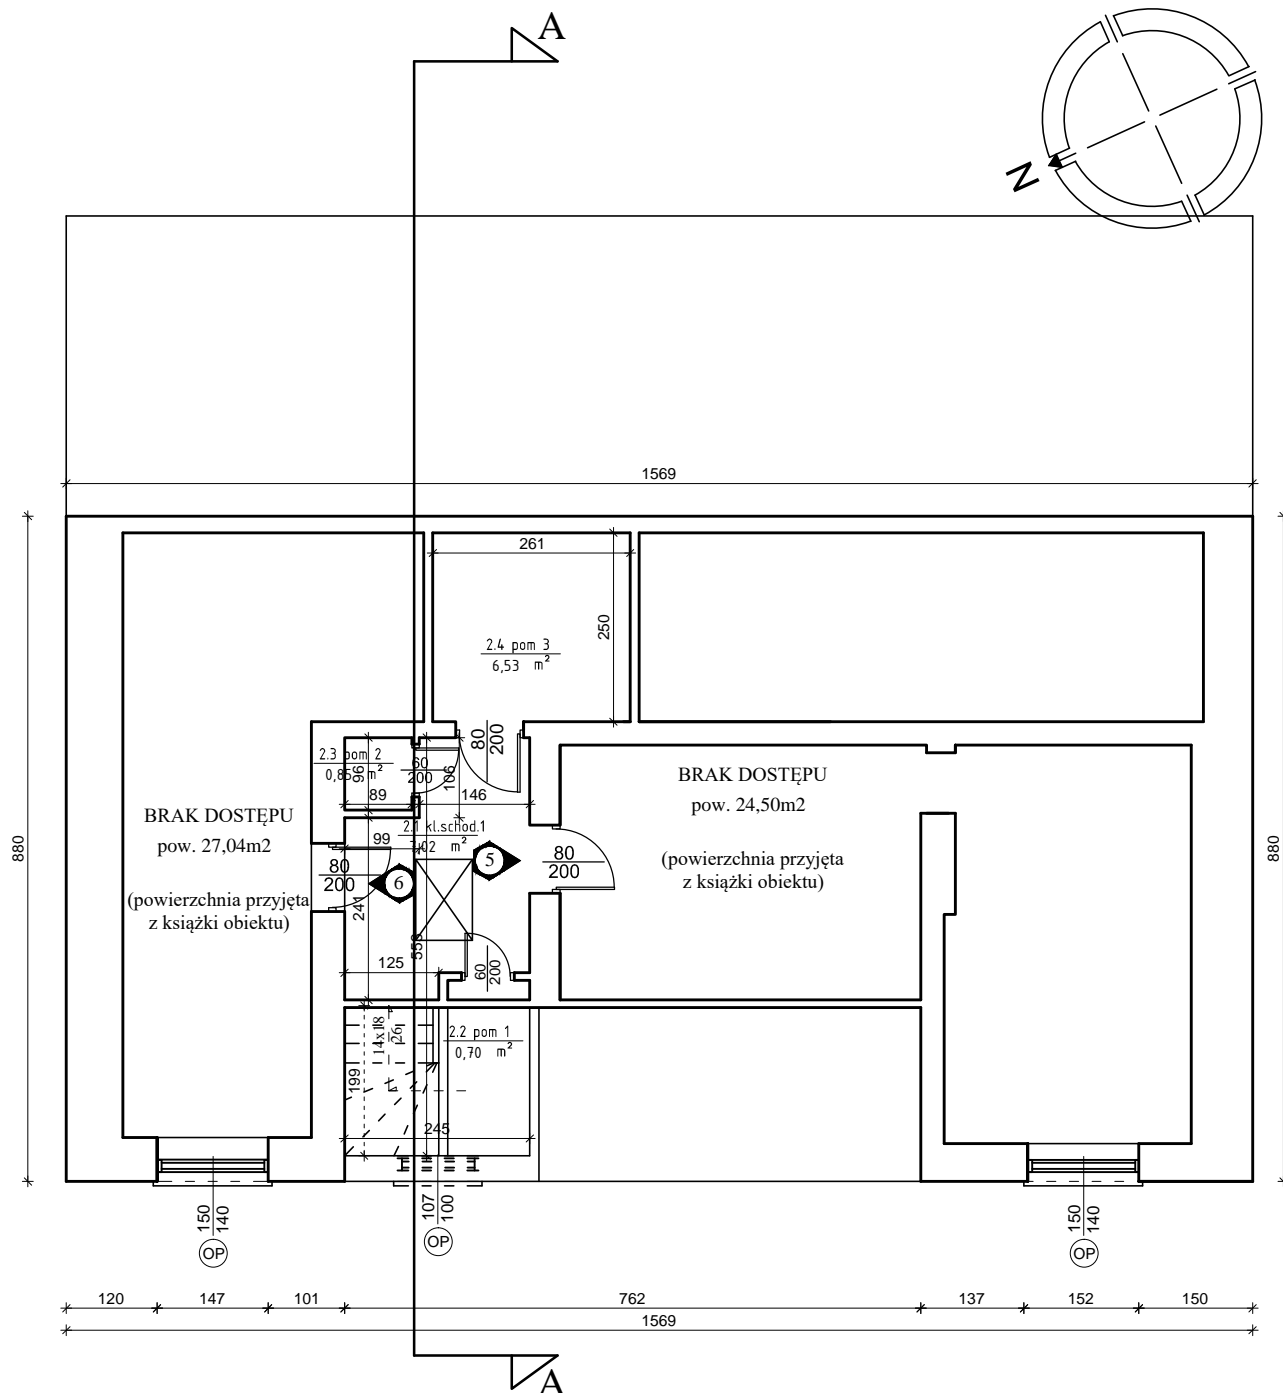 A
N
1569
880
880
261
250
2.4 pom 3
6,53 m²
80
200
2.3 pom 2
0,85 m²
96
60
200
106
89
146
BRAK DOSTĘPU
pow. 27,04m2
(powierzchnia przyjęta
z książki obiektu)
BRAK DOSTĘPU
pow. 24,50m2
(powierzchnia przyjęta
z książki obiektu)
2.1 kl.schod.1
7,02 m²
99
80
200
6
5
80
200
241
558
125
60
200
14x18
26
2.2 pom 1
0,70 m²
199
245
150
140
OP
107
100
OP
150
140
OP
120
147
101
762
137
152
150
1569
A